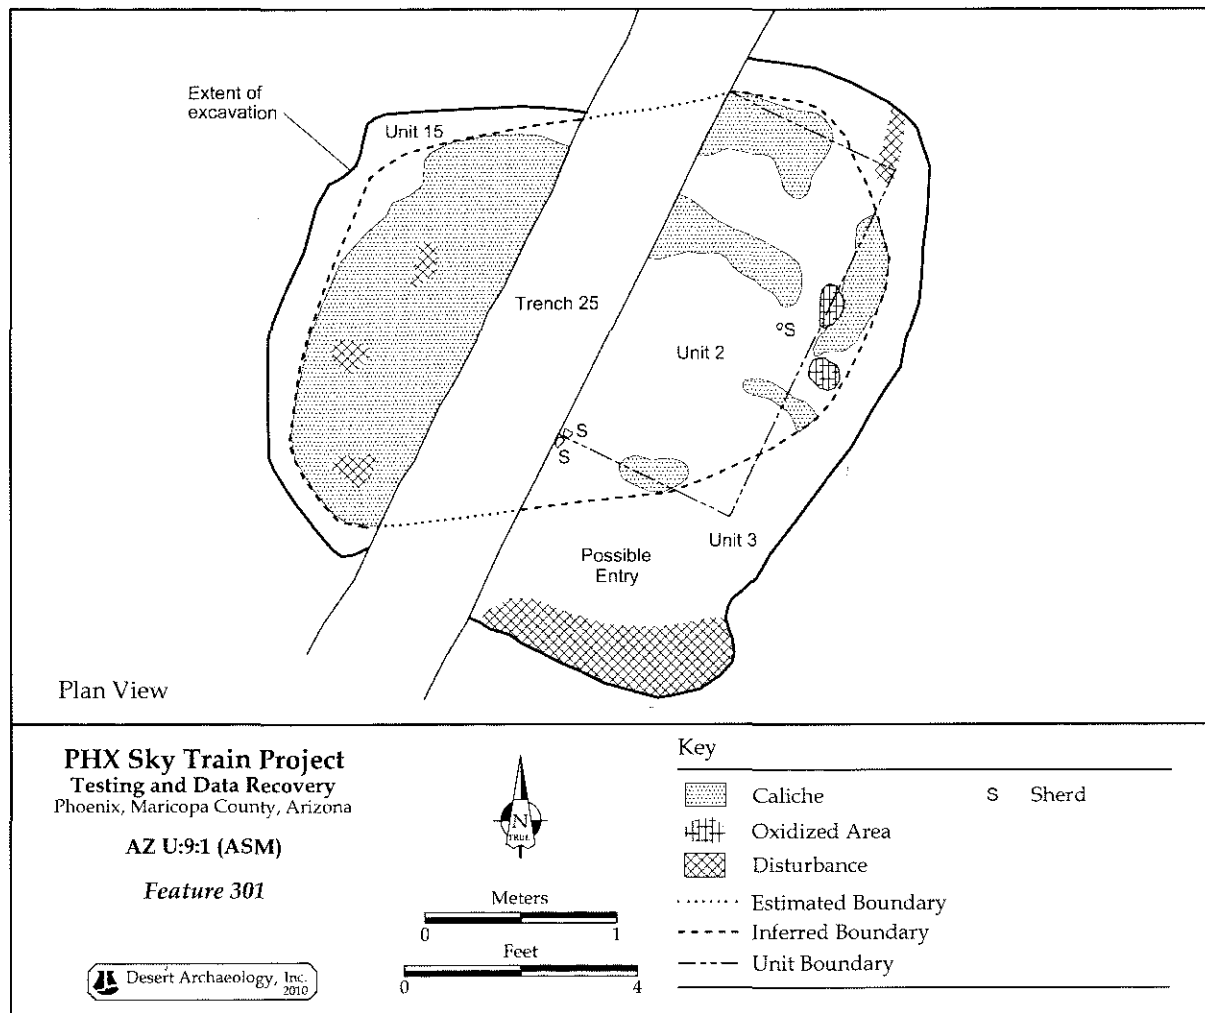 Extent of
excavation
Unit 15
Trench 25
S
Unit 2
S
S
Unit 3
Possible
Entry
Plan View
PHX Sky Train Project
Testing and Data Recovery
Phoenix, Maricopa County, Arizona
AZ U:9:1 (ASM)
Feature 301
Desert Archaeology, Inc.
2010
N
TRUE
Meters
0 1
Feet
0 4
Key
Caliche
S Sherd
Oxidized Area
Disturbance
Estimated Boundary
Inferred Boundary
Unit Boundary